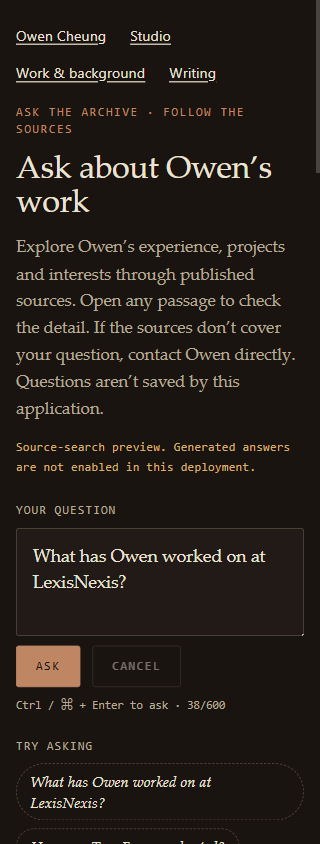 Owen Cheung Studio
Work & background Writing
ASK THE ARCHIVE · FOLLOW THE
SOURCES
Ask about Owen’s
work
Explore Owen’s experience, projects
and interests through published
sources. Open any passage to check
the detail. If the sources don’t cover
your question, contact Owen directly.
Questions aren’t saved by this
application.
Source-search preview. Generated answers
are not enabled in this deployment.
YOUR QUESTION
What has Owen worked on at
LexisNexis?
ASK CANCEL
Ctrl / ⌘ + Enter to ask · 38/600
TRY ASKING
What has Owen worked on at
LexisNexis?